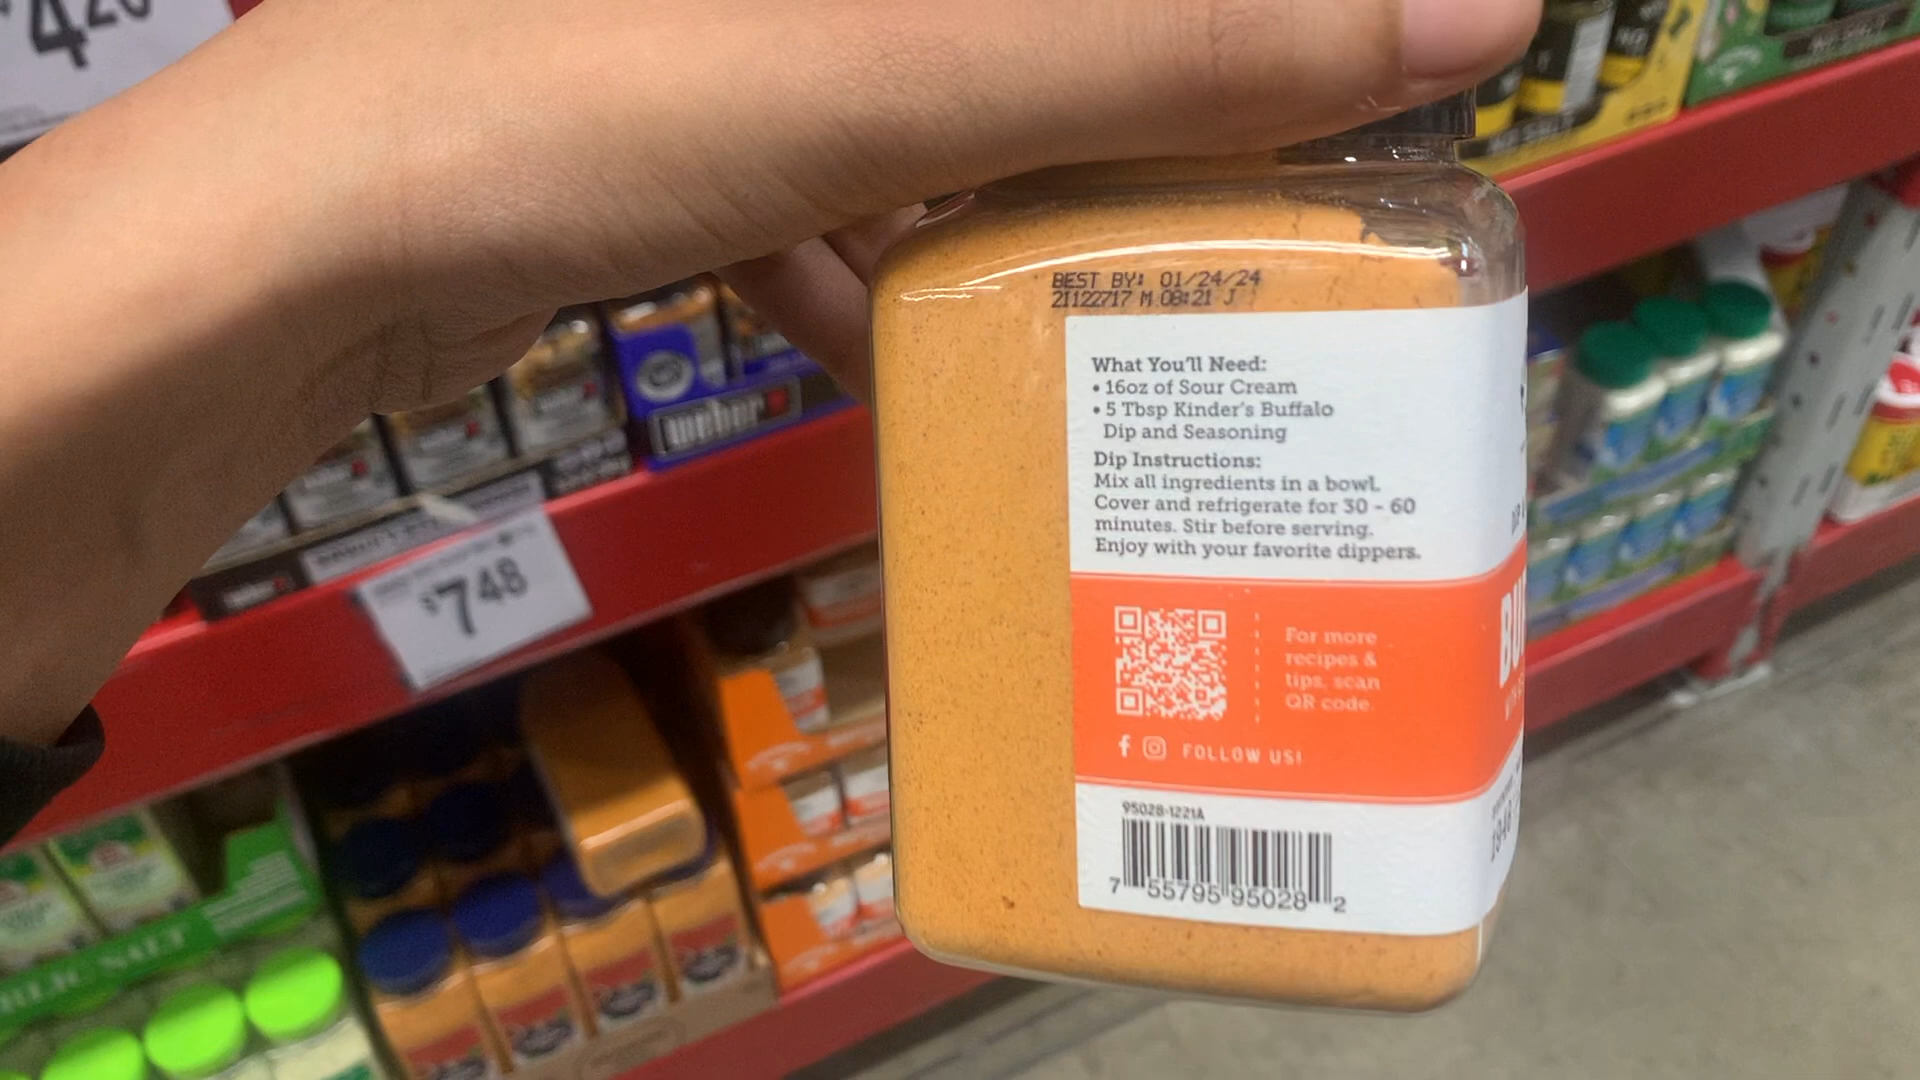 $420
BEST BY: 01/24/24
21122717 M 08:21 J
What You'll Need:
• 16oz of Sour Cream
• 5 Tbsp Kinder's Buffalo
Dip and Seasoning
Dip Instructions:
Mix all ingredients in a bowl.
Cover and refrigerate for 30 - 60
minutes. Stir before serving.
Enjoy with your favorite dippers.
For more
recipes &
tips, scan
QR code.
FOLLOW US!
95028-1221A
7 55795 95028 2
weber
$748